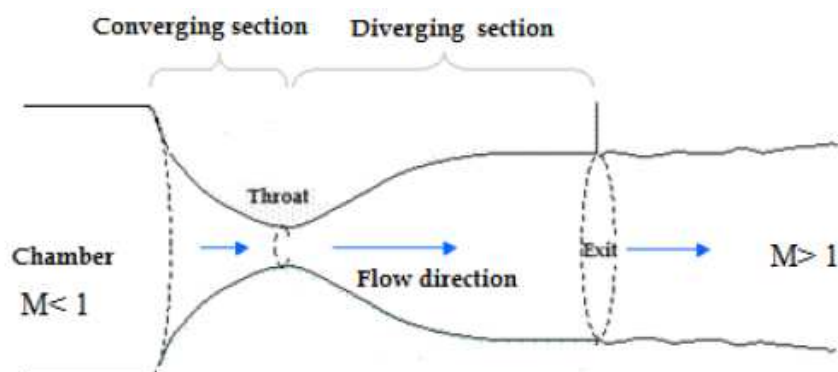 Converging section
Diverging section
Throat
Chamber
M< 1
Flow direction
Exit
M> 1